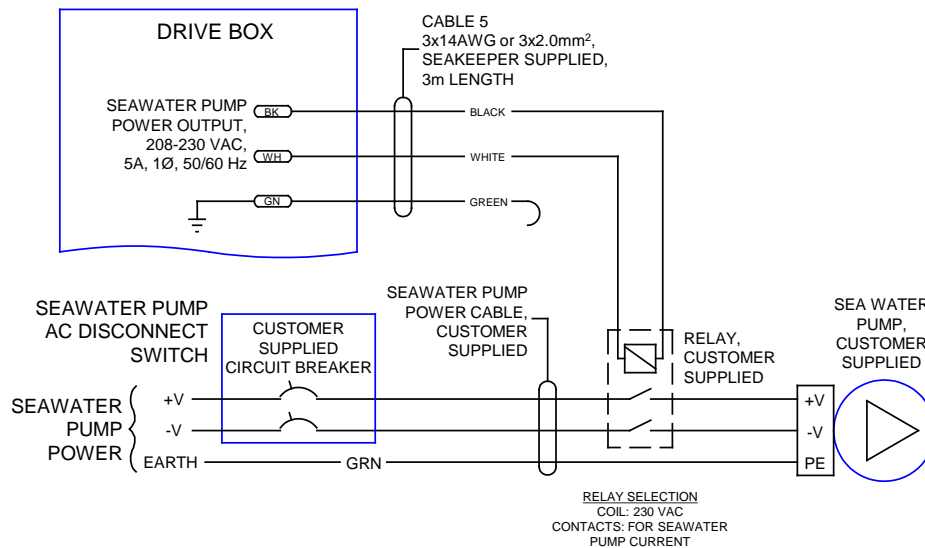 DRIVE BOX
CABLE 5
3x14AWG or 3x2.0mm²,
SEAKEEPER SUPPLIED,
3m LENGTH
SEAWATER PUMP
POWER OUTPUT,
208-230 VAC,
5A, 1Ø, 50/60 Hz
BK
BLACK
WH
WHITE
GN
GREEN
SEAWATER PUMP
AC DISCONNECT
SWITCH
CUSTOMER
SUPPLIED
CIRCUIT BREAKER
SEAWATER PUMP
POWER CABLE,
CUSTOMER
SUPPLIED
RELAY,
CUSTOMER
SUPPLIED
SEA WATER
PUMP,
CUSTOMER
SUPPLIED
SEAWATER
PUMP
POWER
+V
-V
EARTH
GRN
+V
-V
PE
RELAY SELECTION
COIL: 230 VAC
CONTACTS: FOR SEAWATER
PUMP CURRENT